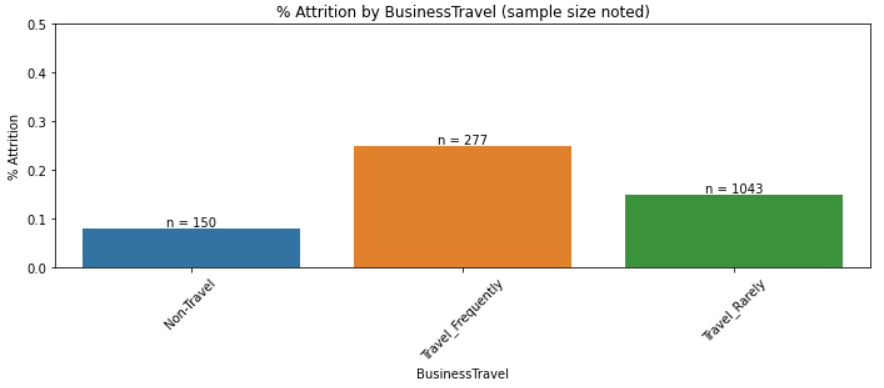 % Attrition by BusinessTravel (sample size noted)
0.5
0.4
0.3
0.2
0.1
0.0
% Attrition
n = 150
n = 277
n = 1043
Non-Travel
Travel_Frequently
Travel_Rarely
BusinessTravel